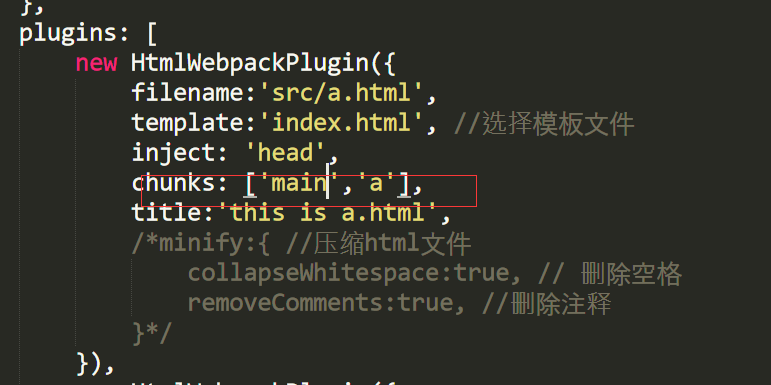 },
plugins: [
new HtmlWebpackPlugin({
filename:'src/a.html',
template:'index.html', //选择模板文件
inject: 'head',
chunks: ['main','a'],
title:'this is a.html',
/*minify:{ //压缩html文件
collapseWhitespace:true, // 删除空格
removeComments:true, //删除注释
}*/
}),